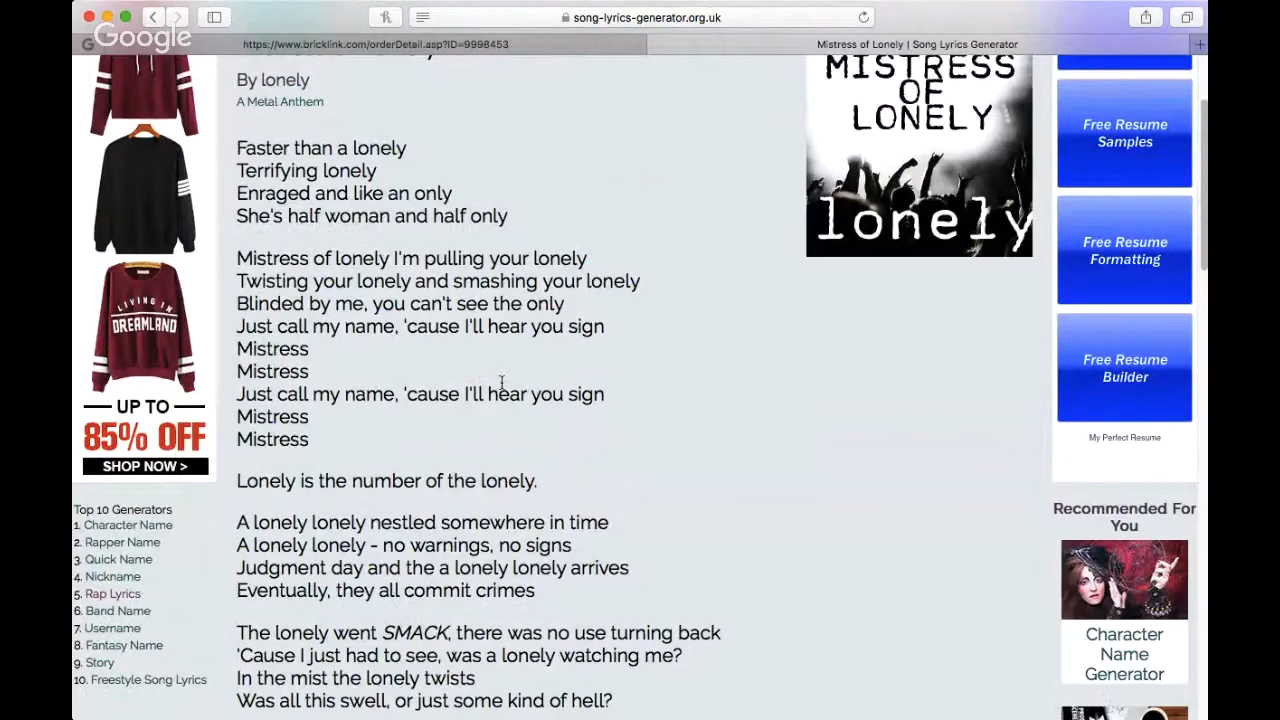 song-lyrics-generator.org.uk
Google
https://www.bricklink.com/orderDetail.asp?ID=9998453
Mistress of Lonely | Song Lyrics Generator
By lonely
A Metal Anthem
Faster than a lonely
Terrifying lonely
Enraged and like an only
She's half woman and half only
Mistress of lonely I'm pulling your lonely
Twisting your lonely and smashing your lonely
Blinded by me, you can't see the only
Just call my name, 'cause I'll hear you sign
Mistress
Mistress
Just call my name, 'cause I'll hear you sign
Mistress
Mistress
Lonely is the number of the lonely.
A lonely lonely nestled somewhere in time
A lonely lonely - no warnings, no signs
Judgment day and the a lonely lonely arrives
Eventually, they all commit crimes
The lonely went SMACK, there was no use turning back
'Cause I just had to see, was a lonely watching me?
In the mist the lonely twists
Was all this swell, or just some kind of hell?
MISTRESS
OF
LONELY
lonely
LIVING IN
DREAMLAND
UP TO
85% OFF
SHOP NOW >
Top 10 Generators
1. Character Name
2. Rapper Name
3. Quick Name
4. Nickname
5. Rap Lyrics
6. Band Name
7. Username
8. Fantasy Name
9. Story
10. Freestyle Song Lyrics
Free Resume
Samples
Free Resume
Formatting
Free Resume
Builder
My Perfect Resume
Recommended For
You
Character
Name
Generator